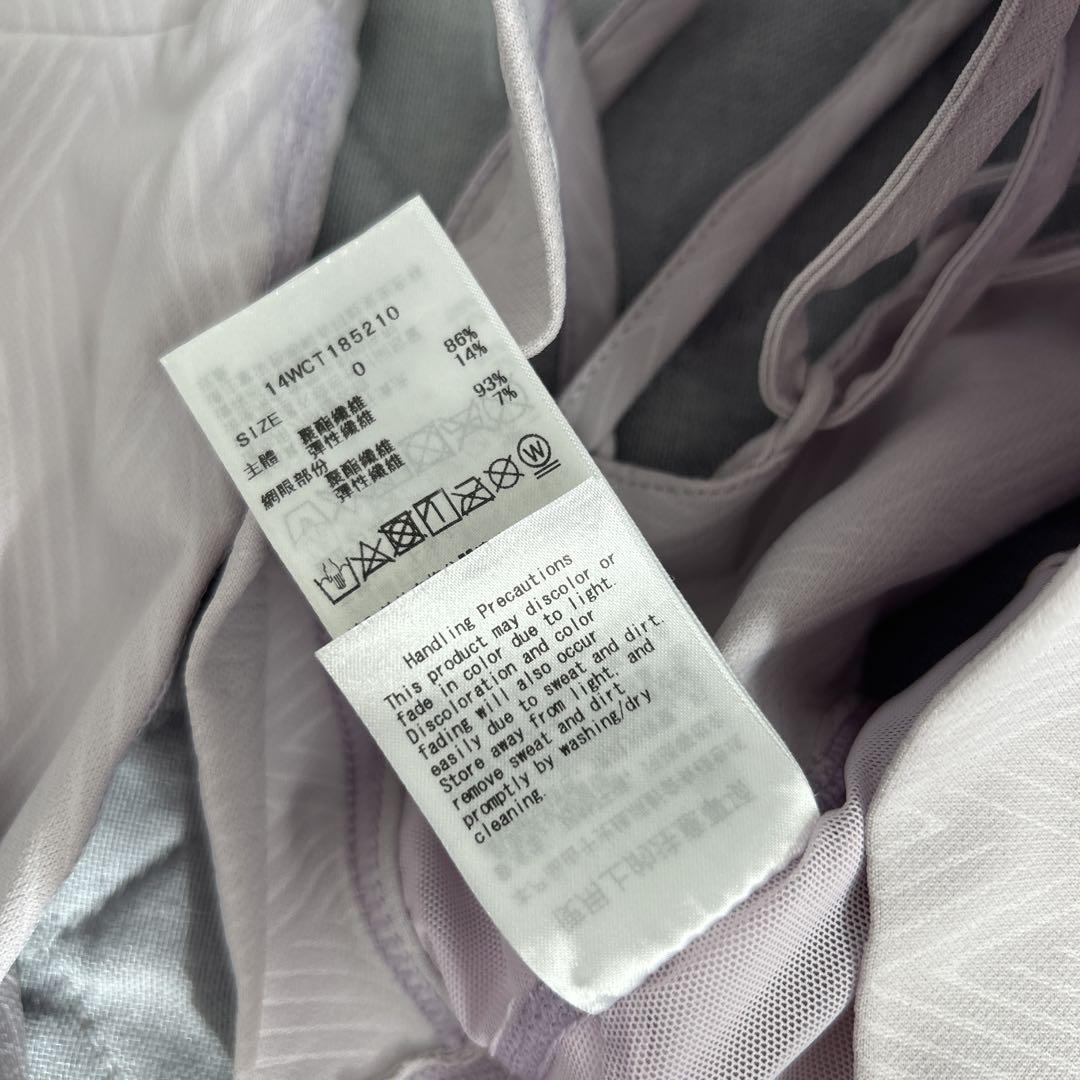 14WCT185210
SIZE 0
主體 聚酯纖維 86%
彈性纖維 14%
網眼部份 聚酯纖維 93%
彈性纖維 7%
W
Handling Precautions
This product may discolor or
fade in color due to light.
Discoloration and color
fading will also occur
easily due to sweat and dirt.
Store away from light, and
remove sweat and dirt
promptly by washing/dry
cleaning.